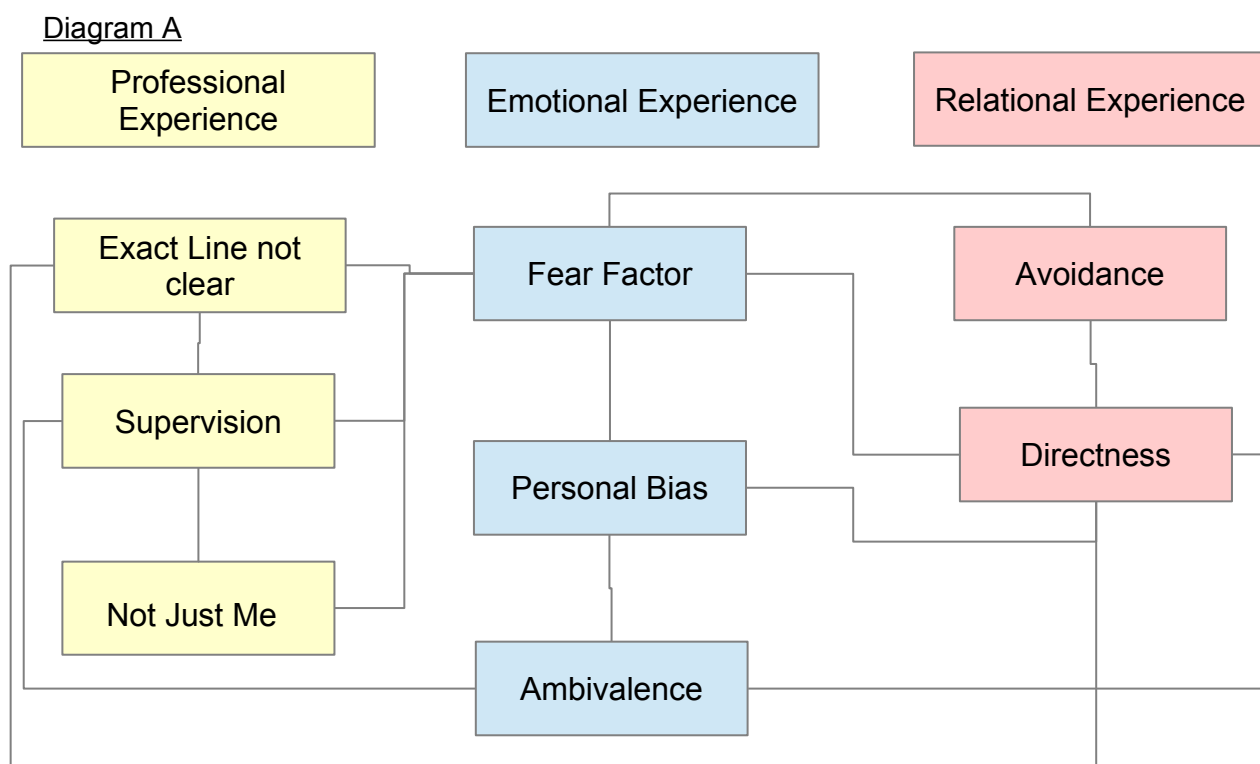 Diagram A
Professional
Experience
Emotional Experience
Relational Experience
Exact Line not
clear
Fear Factor
Avoidance
Supervision
Directness
Personal Bias
Not Just Me
Ambivalence